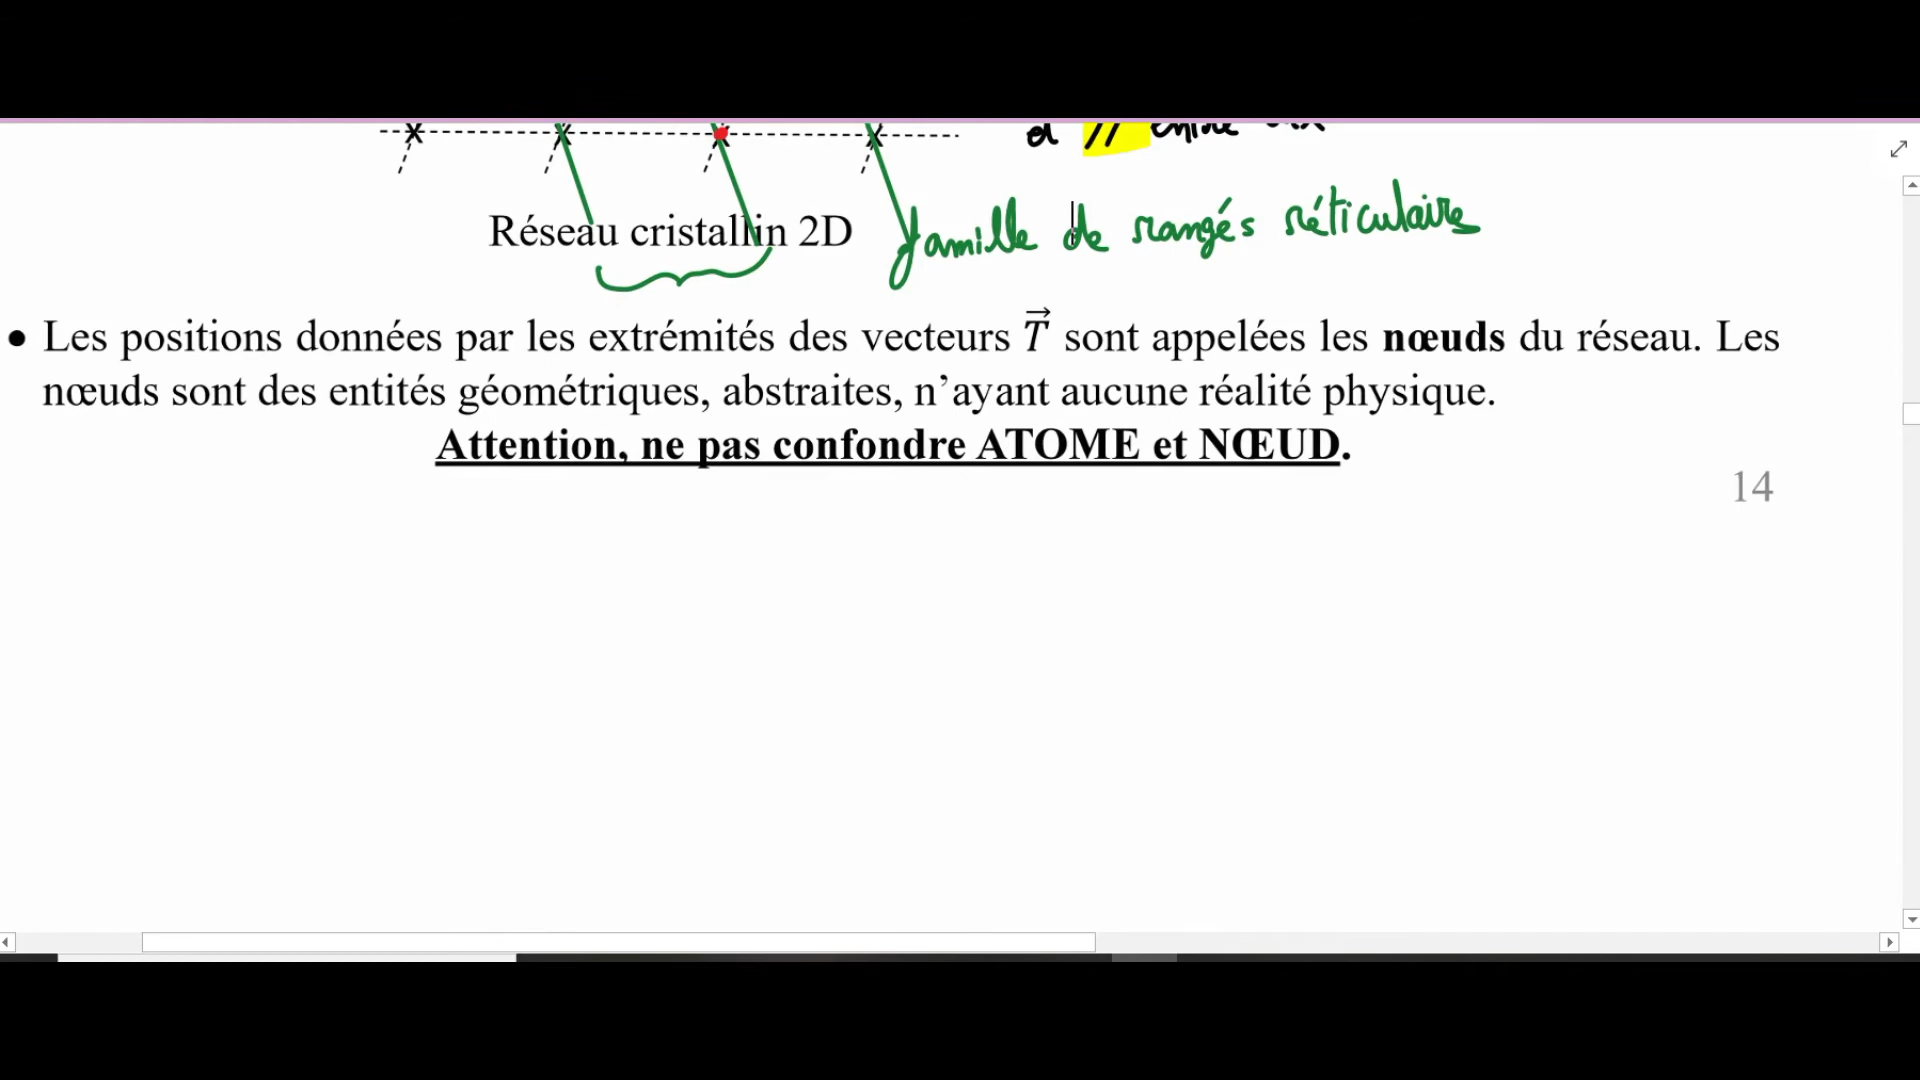 //
Réseau cristallin 2D famille de rangés réticulaire
• Les positions données par les extrémités des vecteurs T⃗ sont appelées les nœuds du réseau. Les
nœuds sont des entités géométriques, abstraites, n’ayant aucune réalité physique.
Attention, ne pas confondre ATOME et NŒUD.
14